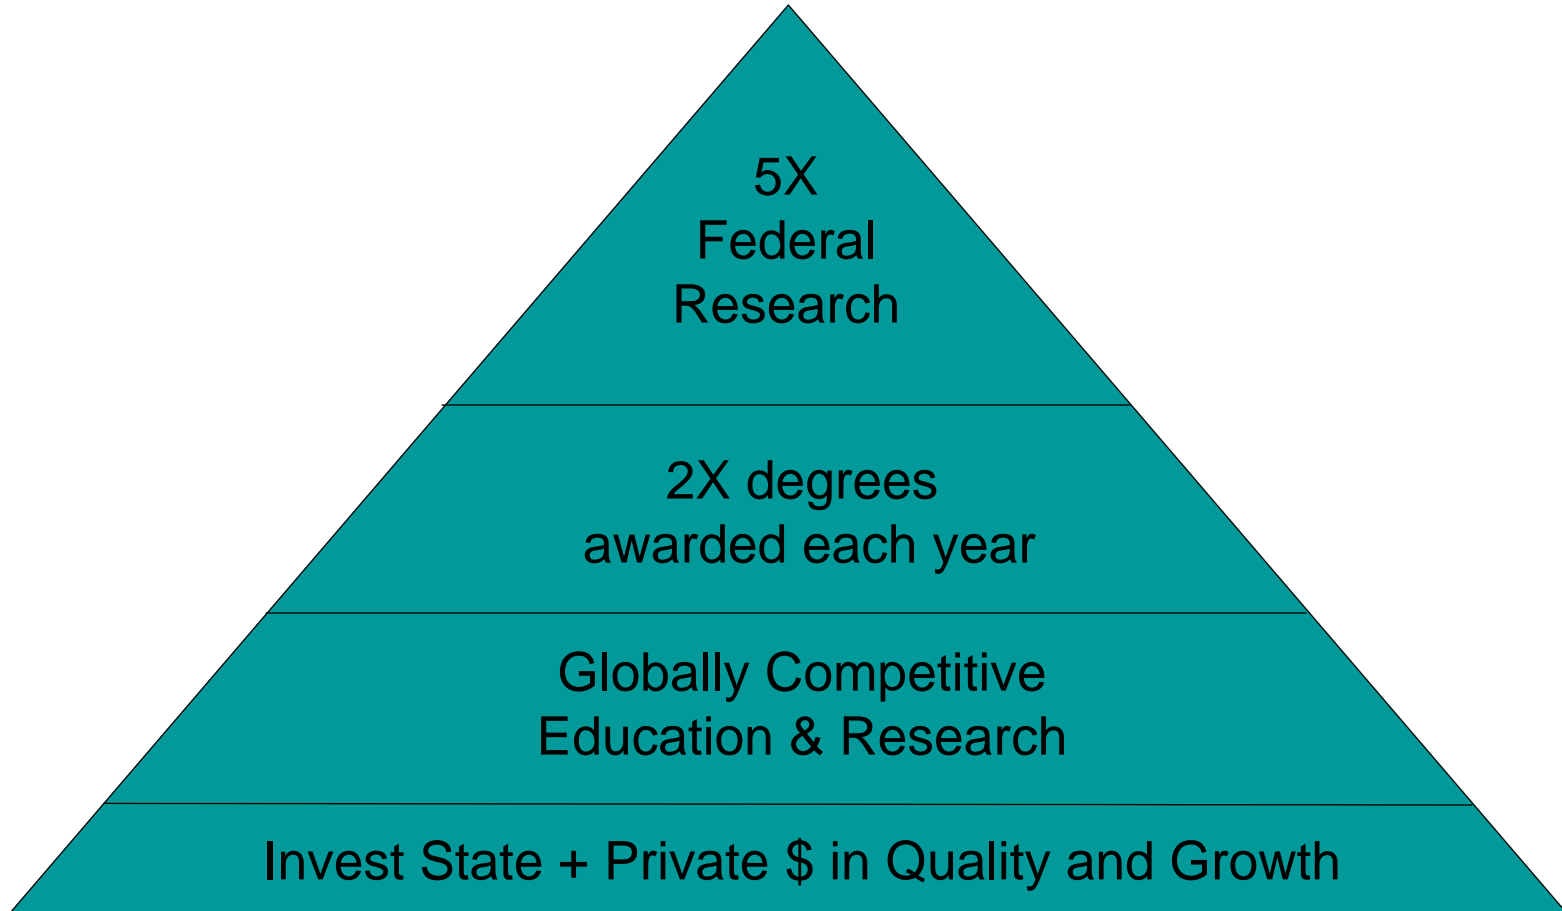 5X
Federal
Research
2X degrees
awarded each year
Globally Competitive
Education & Research
Invest State + Private $ in Quality and Growth